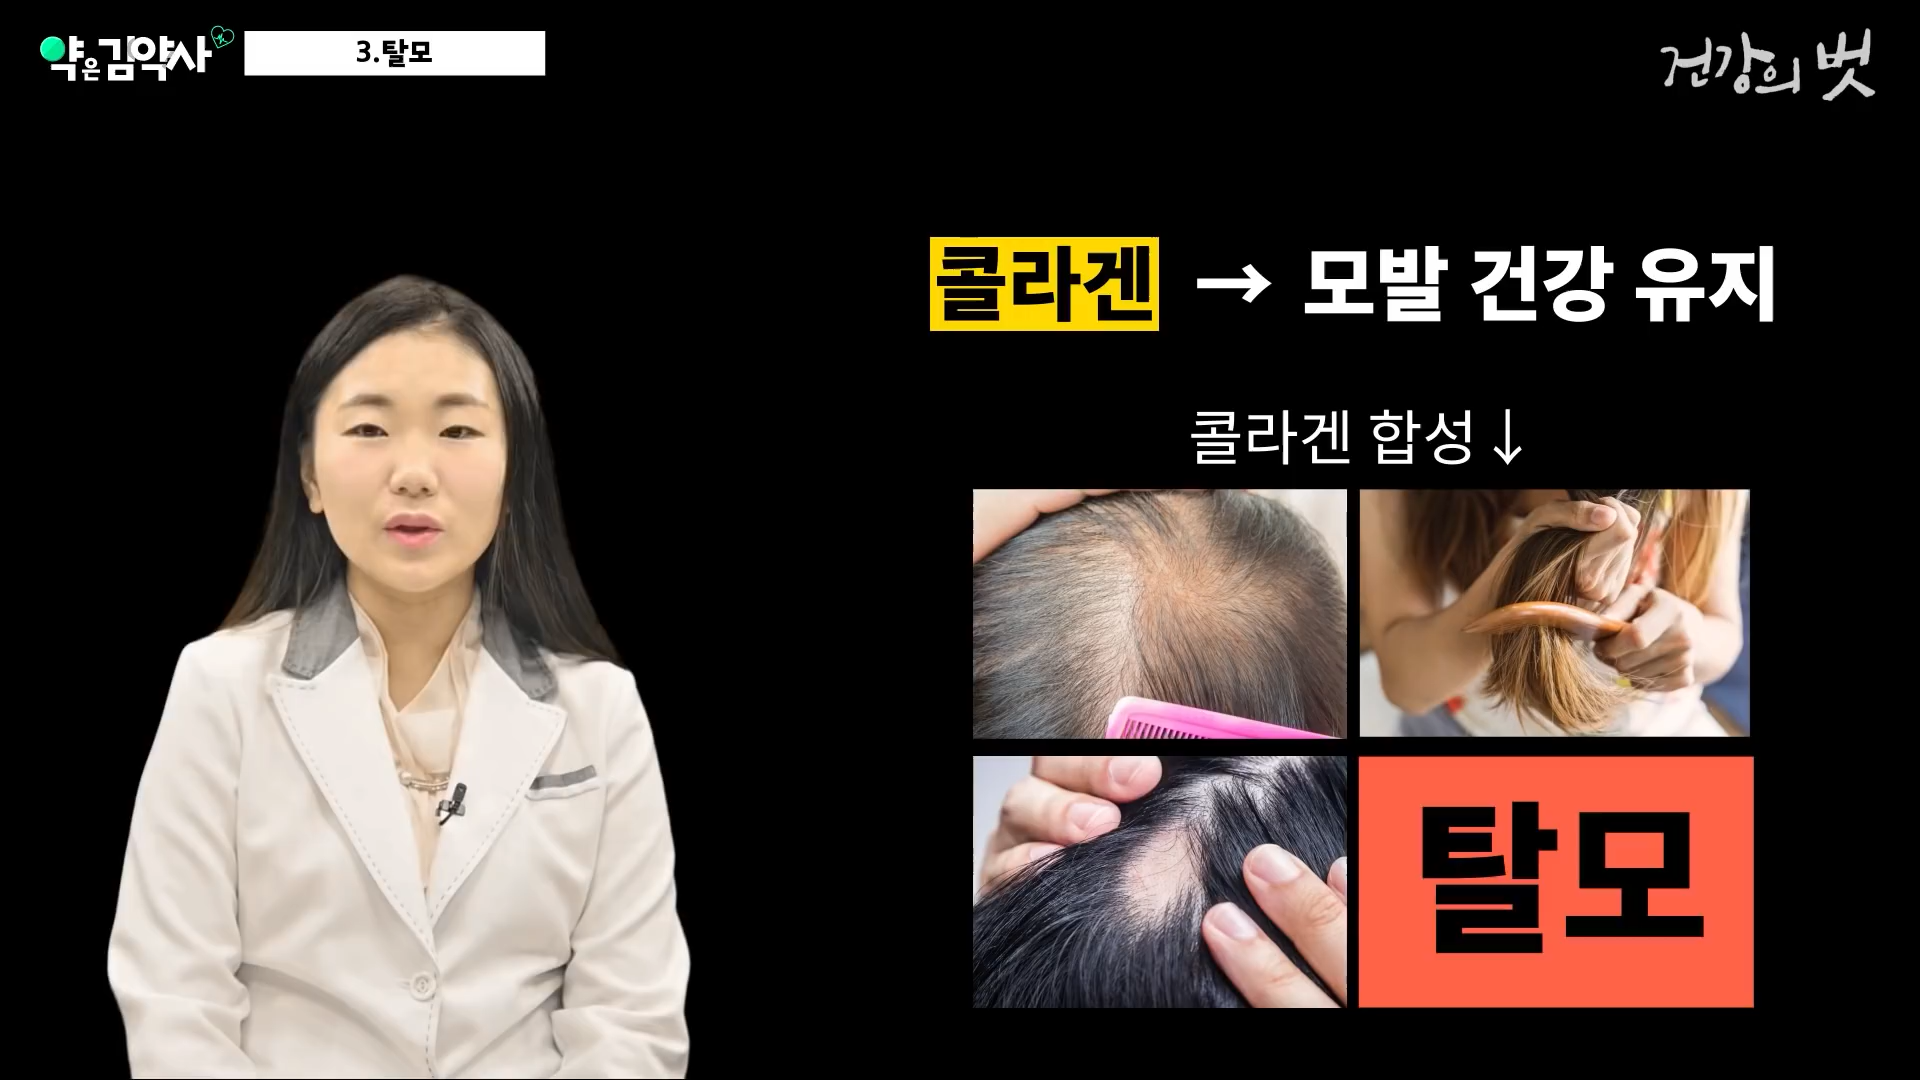 약은 김약사
3.탈모
건강의 벗
콜라겐 → 모발 건강 유지
콜라겐 합성↓
탈모